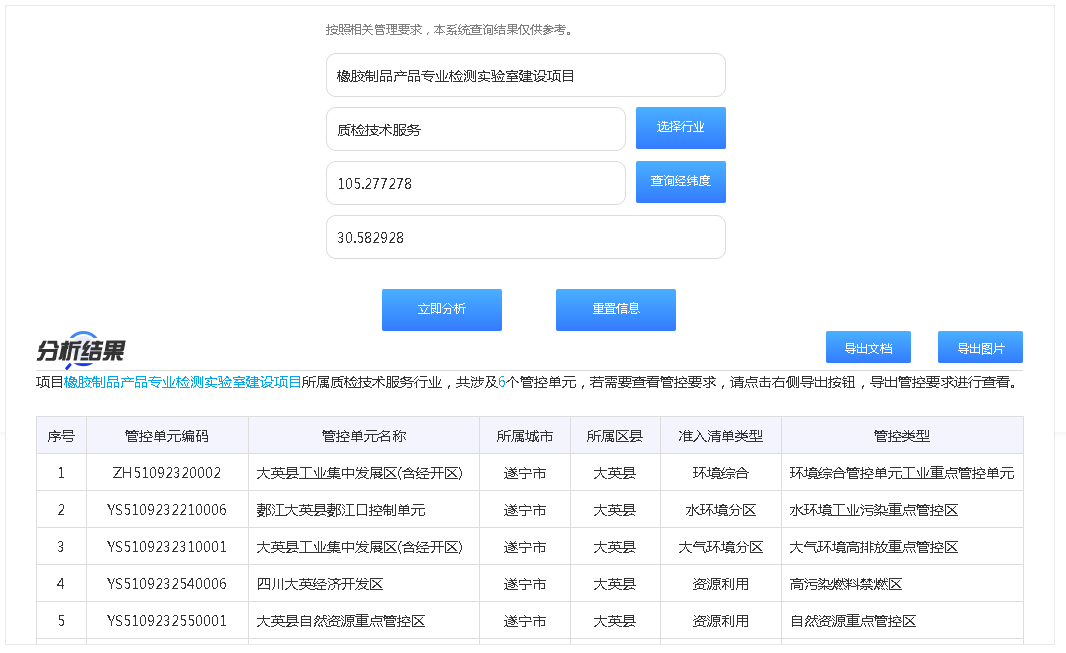 按照相关管理要求，本系统查询结果仅供参考。
橡胶制品产品专业检测实验室建设项目
质检技术服务 选择行业
105.277278 查询经纬度
30.582928
立即分析 重置信息
分析结果 导出文档 导出图片
项目橡胶制品产品专业检测实验室建设项目所属质检技术服务行业，共涉及6个管控单元，若需要查看管控要求，请点击右侧导出按钮，导出管控要求进行查看。
序号 管控单元编码 管控单元名称 所属城市 所属区县 准入清单类型 管控类型
1 ZH51092320002 大英县工业集中发展区(含经开区) 遂宁市 大英县 环境综合 环境综合管控单元工业重点管控单元
2 YS5109232210006 郪江大英县郪江口控制单元 遂宁市 大英县 水环境分区 水环境工业污染重点管控区
3 YS5109232310001 大英县工业集中发展区(含经开区) 遂宁市 大英县 大气环境分区 大气环境高排放重点管控区
4 YS5109232540006 四川大英经济开发区 遂宁市 大英县 资源利用 高污染燃料禁燃区
5 YS5109232550001 大英县自然资源重点管控区 遂宁市 大英县 资源利用 自然资源重点管控区